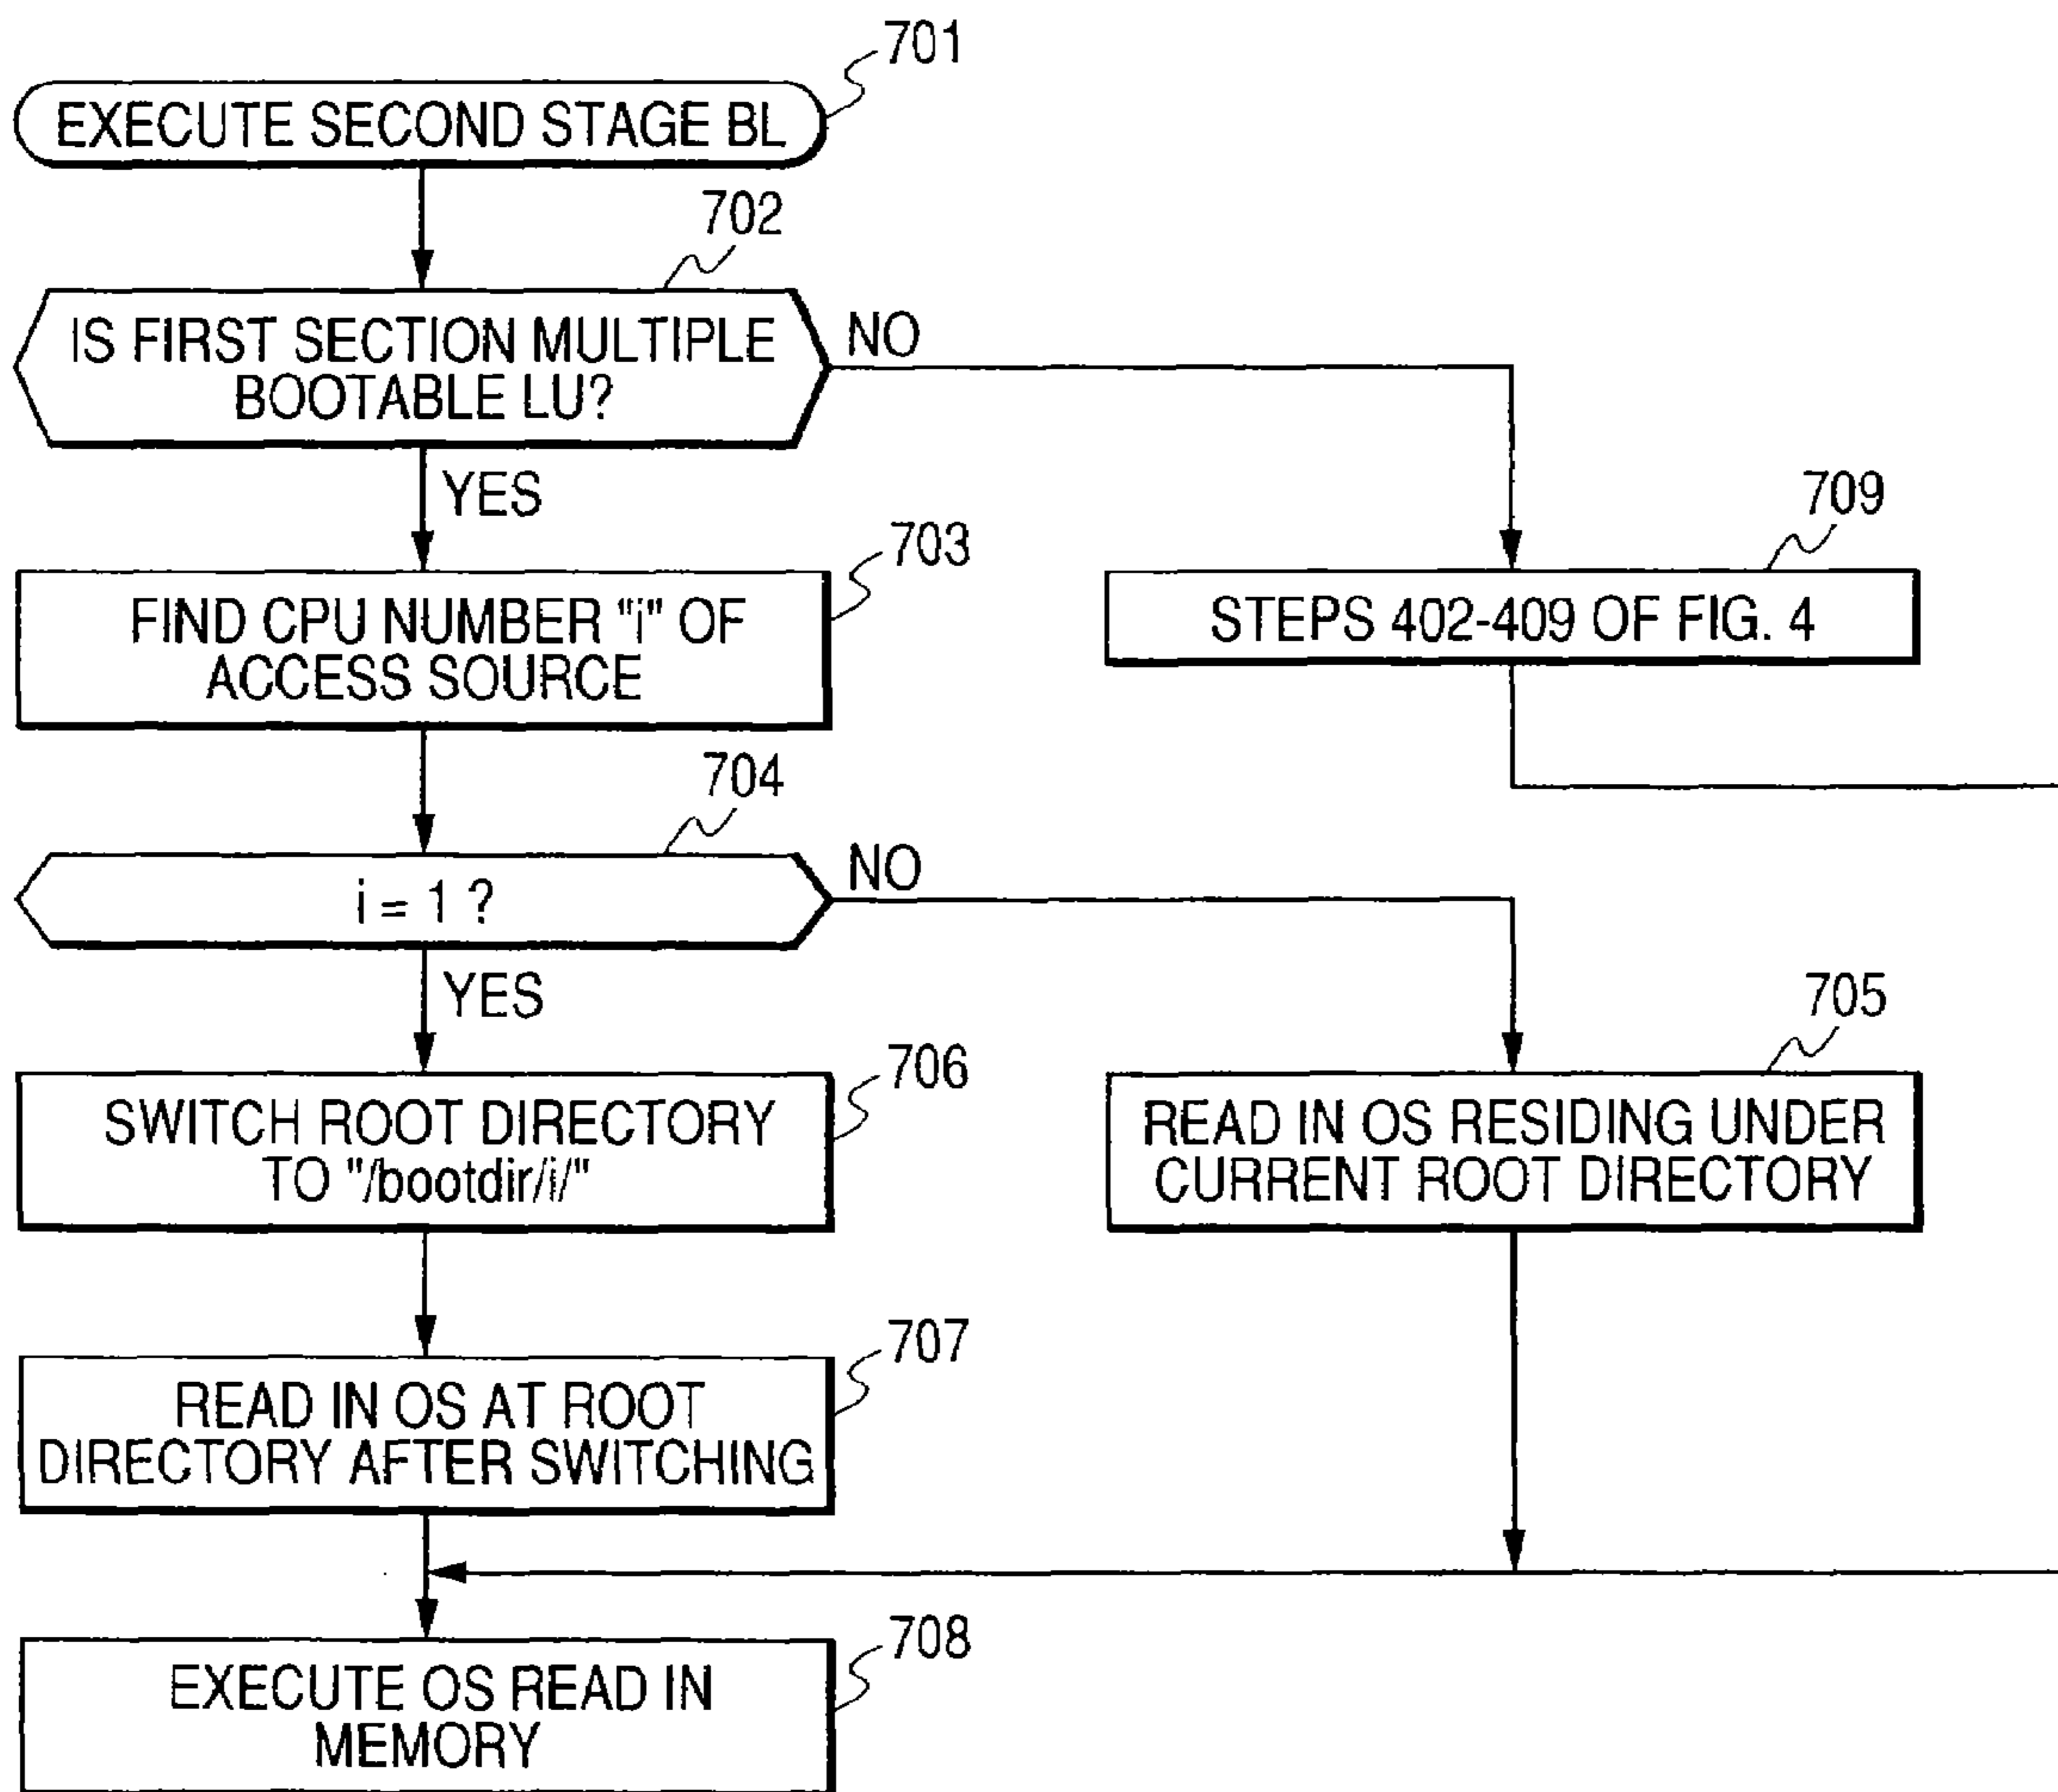 701
EXECUTE SECOND STAGE BL
702
IS FIRST SECTION MULTIPLE
BOOTABLE LU?
NO
YES
703
FIND CPU NUMBER "i" OF
ACCESS SOURCE
709
STEPS 402-409 OF FIG. 4
704
i = 1 ?
NO
YES
706
SWITCH ROOT DIRECTORY
TO "/bootdir/i/"
705
READ IN OS RESIDING UNDER
CURRENT ROOT DIRECTORY
707
READ IN OS AT ROOT
DIRECTORY AFTER SWITCHING
708
EXECUTE OS READ IN
MEMORY